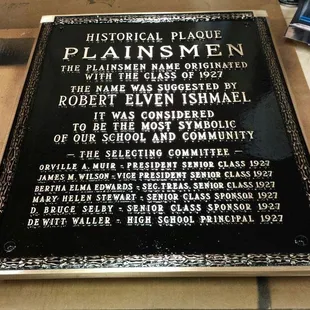 HISTORICAL PLAQUE
PLAINSMEN
THE PLAINSMEN NAME ORIGINATED
WITH THE CLASS OF 1927
THE NAME WAS SUGGESTED BY
ROBERT ELVEN ISHMAEL
IT WAS CONSIDERED
TO BE THE MOST SYMBOLIC
OF OUR SCHOOL AND COMMUNITY
— THE SELECTING COMMITTEE —
ORVILLE A. MUIR - PRESIDENT SENIOR CLASS 1927
JAMES M. WILSON - VICE PRESIDENT SENIOR CLASS 1927
BERTHA ELMA EDWARDS - SEC. TREAS. SENIOR CLASS 1927
MARY HELEN STEWART - SENIOR CLASS SPONSOR 1927
D. BRUCE SELBY - SENIOR CLASS SPONSOR 1927
DEWITT WALLER - HIGH SCHOOL PRINCIPAL 1927